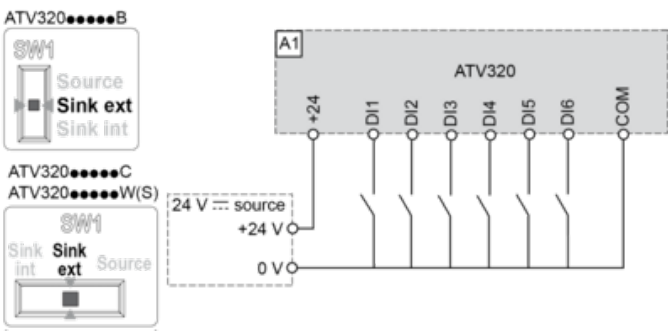 ATV320●●●●●B
SW1
Source
Sink ext
Sink int
ATV320●●●●●C
ATV320●●●●●W(S)
SW1
Sink int
Sink ext
Source
A1
ATV320
+24
DI1
DI2
DI3
DI4
DI5
DI6
COM
24 V ⎓ source
+24 V
0 V